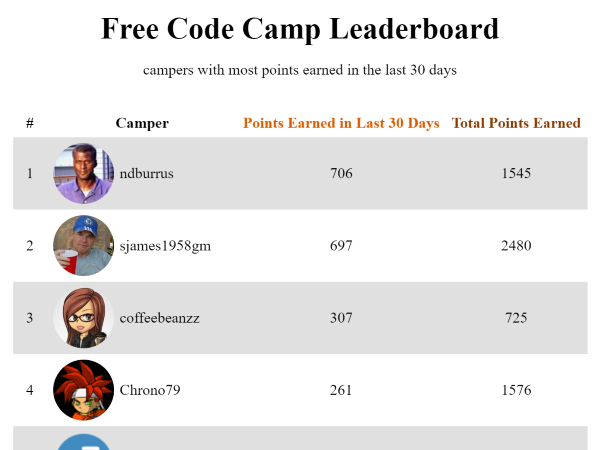 Free Code Camp Leaderboard
campers with most points earned in the last 30 days
# Camper Points Earned in Last 30 Days Total Points Earned
1 ndburrus 706 1545
2 sjames1958gm 697 2480
3 coffeebeanzz 307 725
4 Chrono79 261 1576